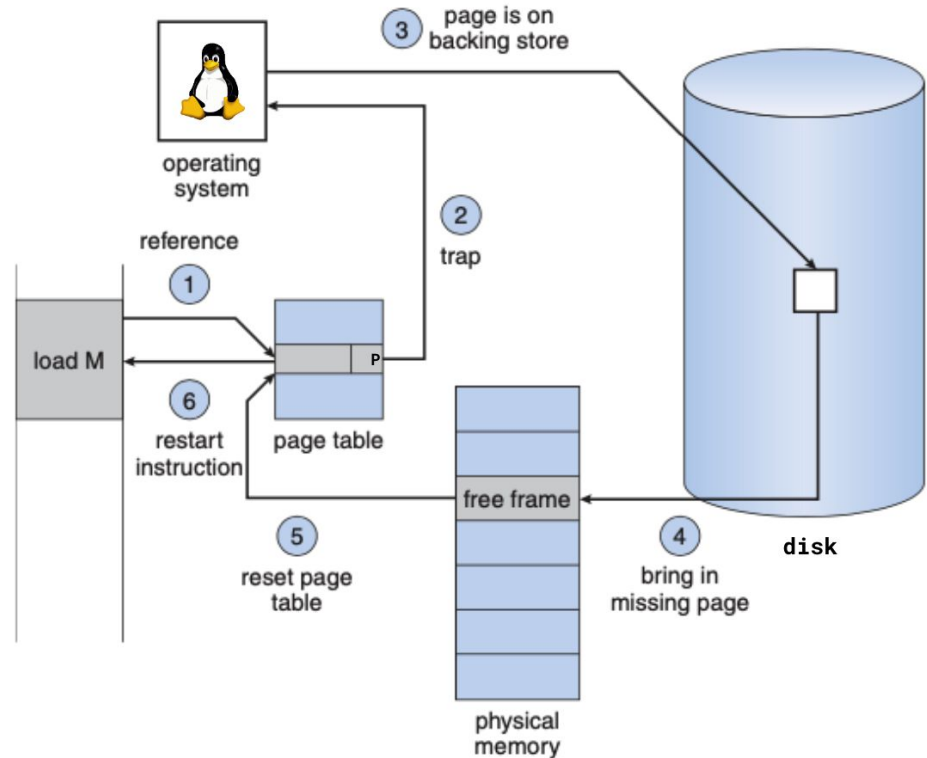 3
page is on
backing store
operating
system
2
trap
reference
1
load M
P
6
restart
instruction
page table
free frame
5
reset page
table
4
bring in
missing page
disk
physical
memory